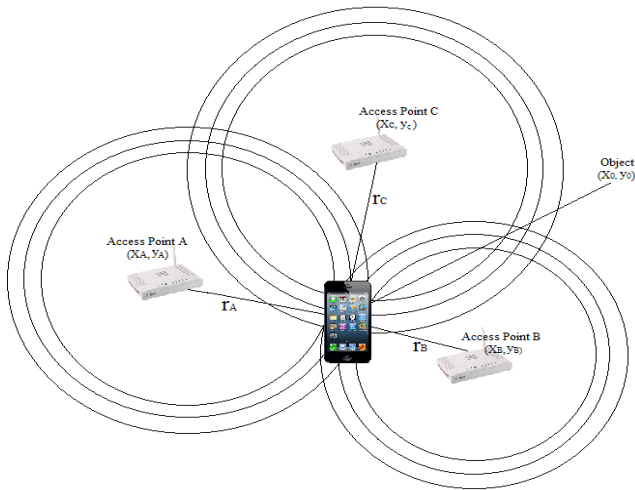 Access Point C
(Xc, yc)
Object
(X0, y0)
rC
Access Point A
(XA, yA)
rA
Access Point B
(XB,yB)
rB